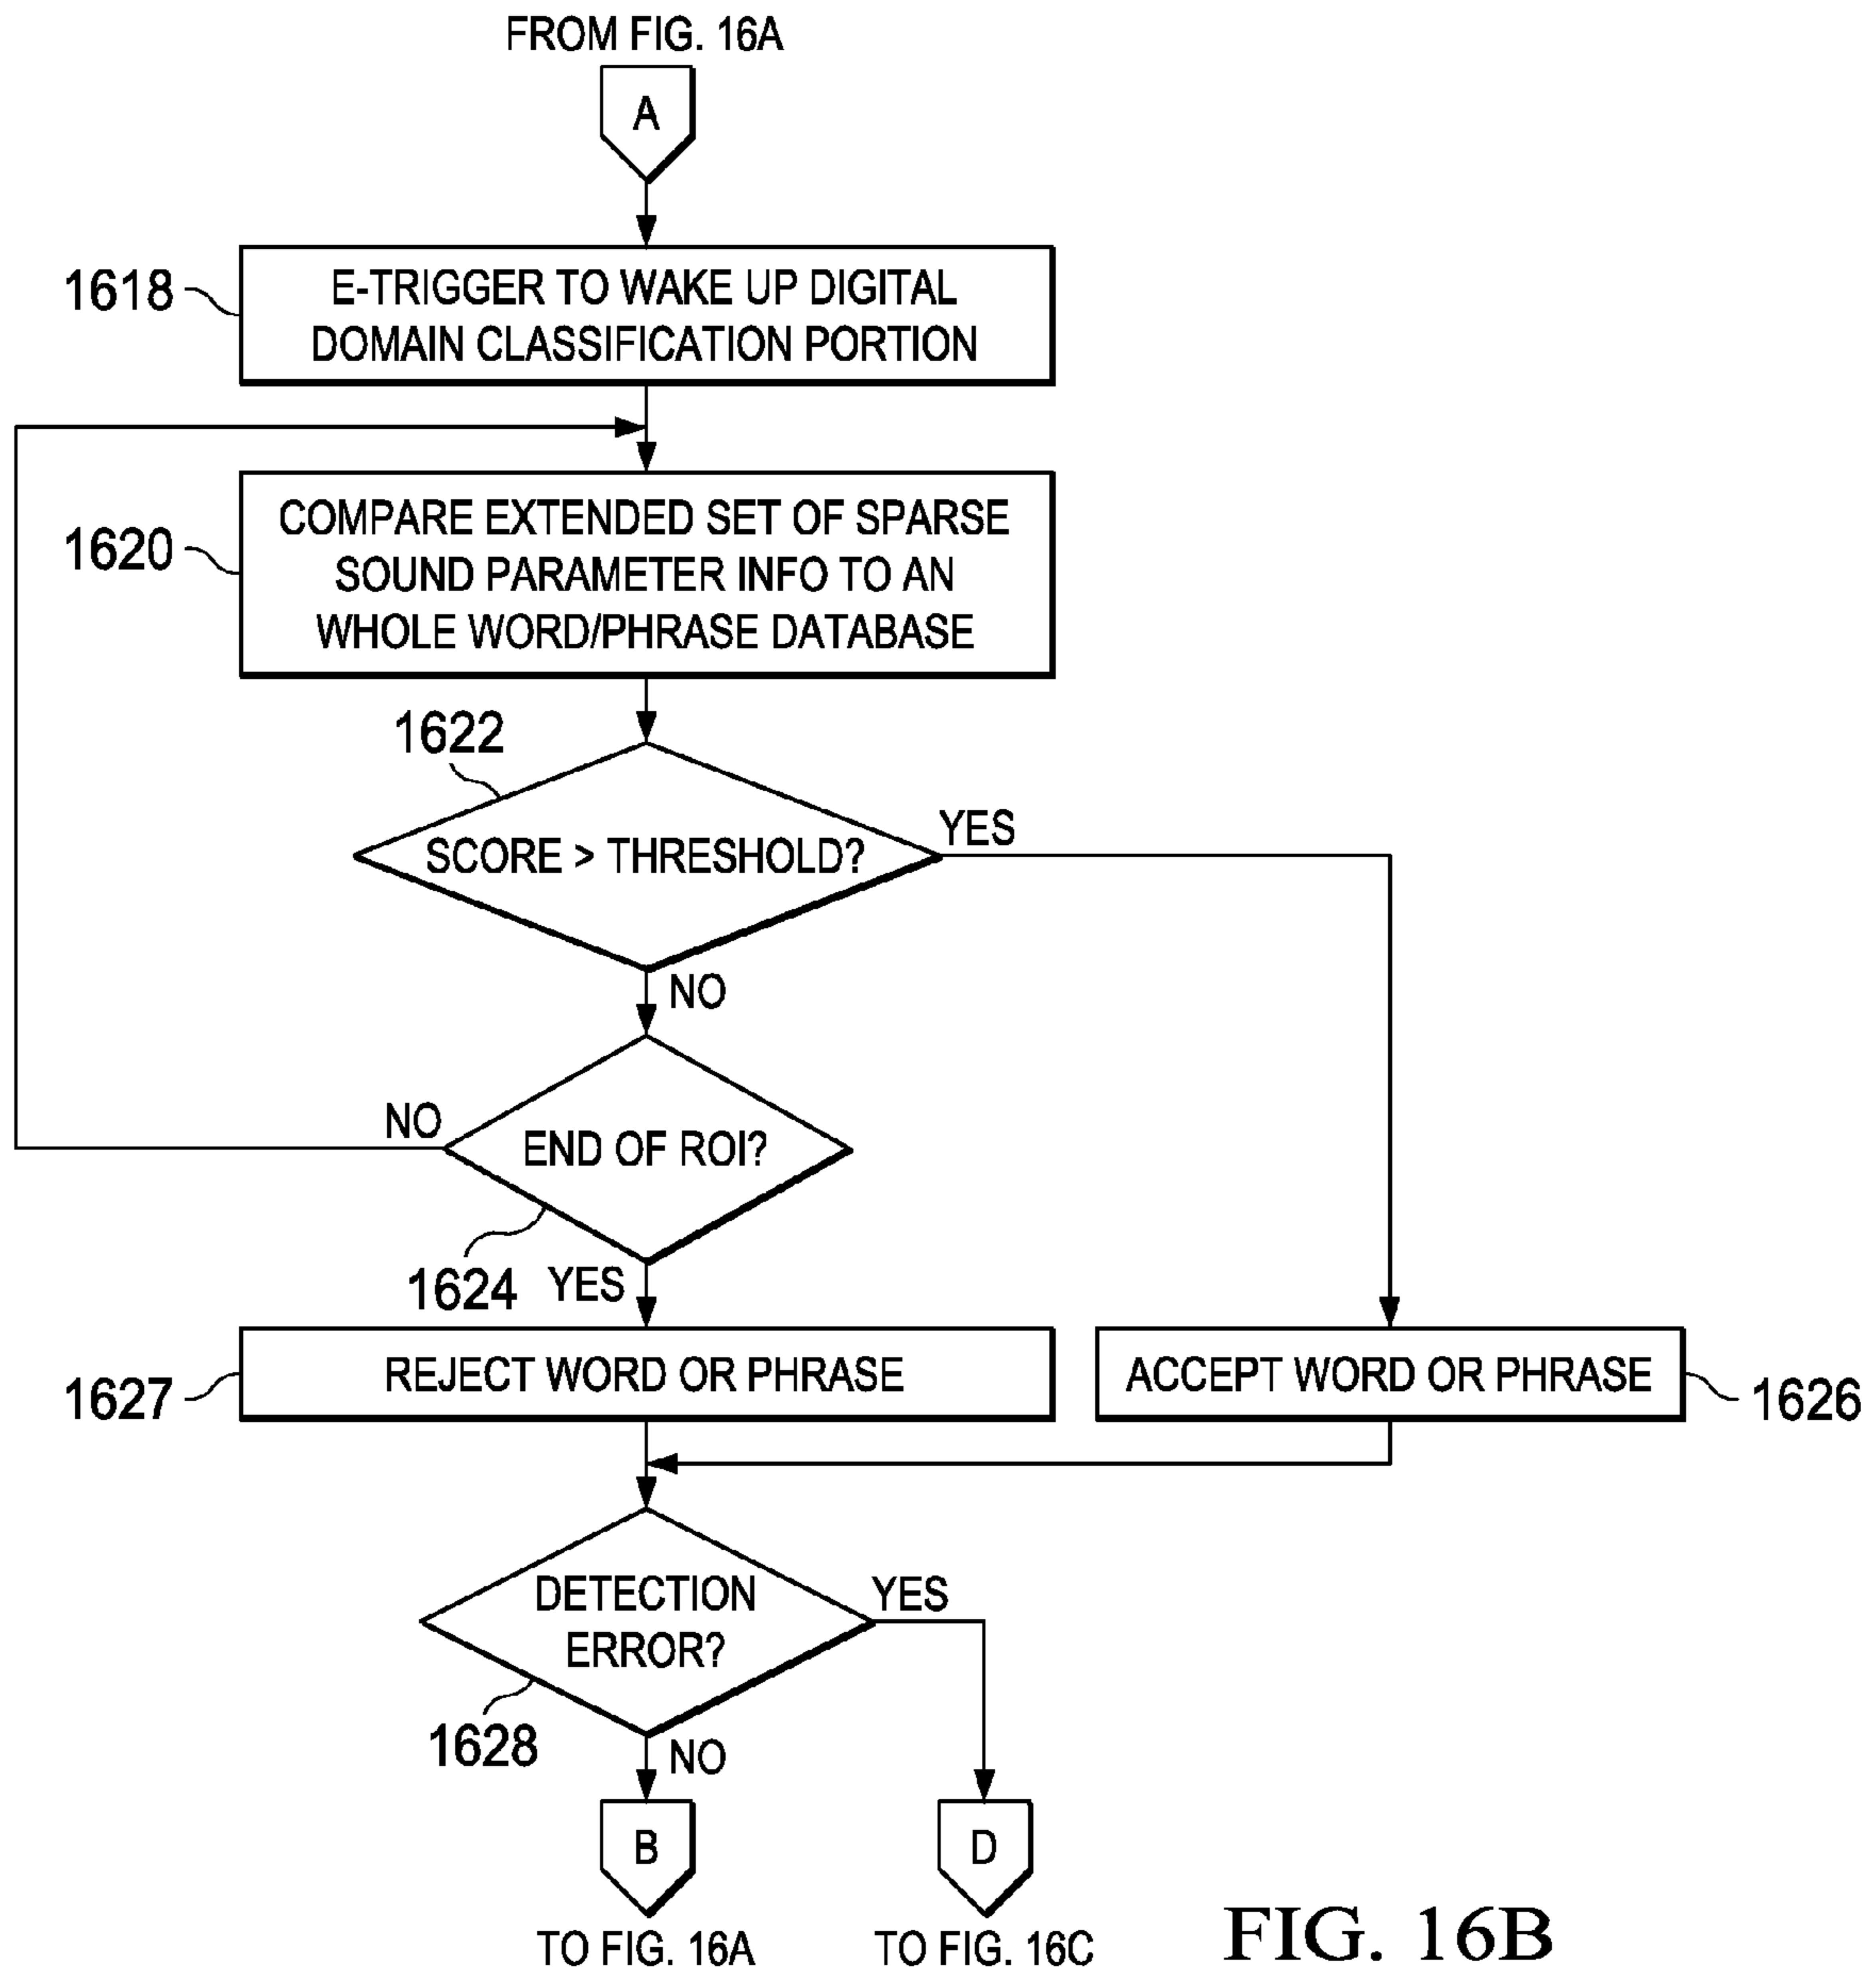 FROM FIG. 16A
A
1618
E-TRIGGER TO WAKE UP DIGITAL
DOMAIN CLASSIFICATION PORTION
1620
COMPARE EXTENDED SET OF SPARSE
SOUND PARAMETER INFO TO AN
WHOLE WORD/PHRASE DATABASE
1622
SCORE > THRESHOLD?
YES
NO
END OF ROI?
NO
1624
YES
1627
REJECT WORD OR PHRASE
ACCEPT WORD OR PHRASE
1626
DETECTION
ERROR?
YES
1628
NO
B
D
TO FIG. 16A
TO FIG. 16C
FIG. 16B